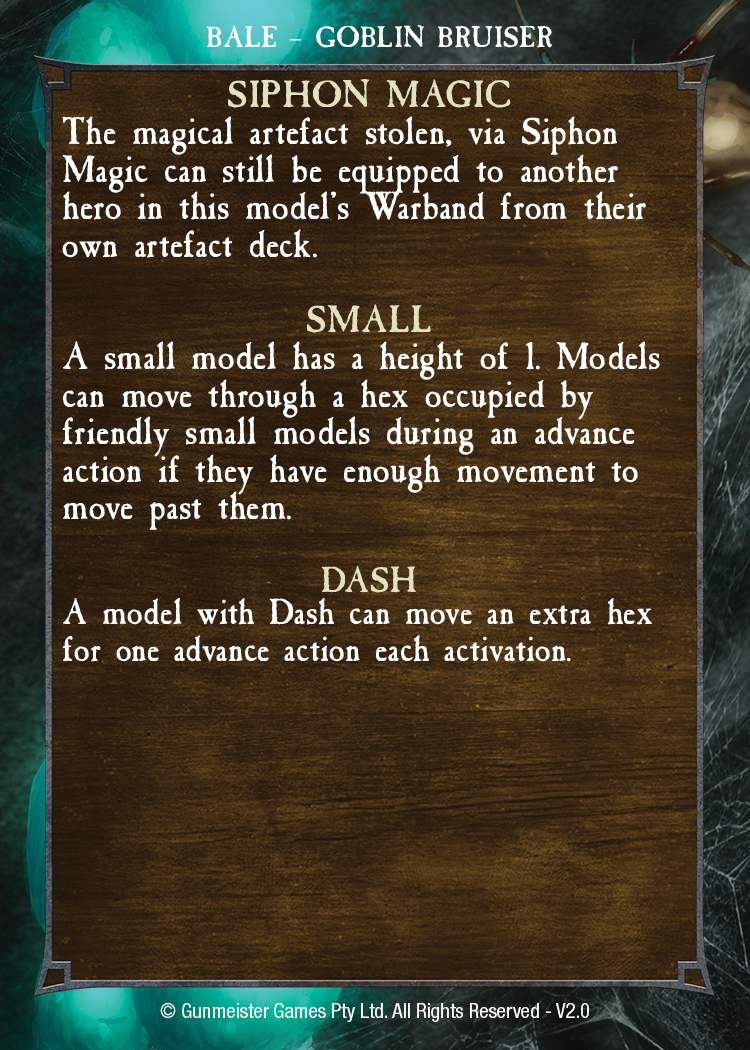 BALE – GOBLIN BRUISER
SIPHON MAGIC
The magical artefact stolen, via Siphon
Magic can still be equipped to another
hero in this model's Warband from their
own artefact deck.
SMALL
A small model has a height of 1. Models
can move through a hex occupied by
friendly small models during an advance
action if they have enough movement to
move past them.
DASH
A model with Dash can move an extra hex
for one advance action each activation.
© Gunmeister Games Pty Ltd. All Rights Reserved - V2.0